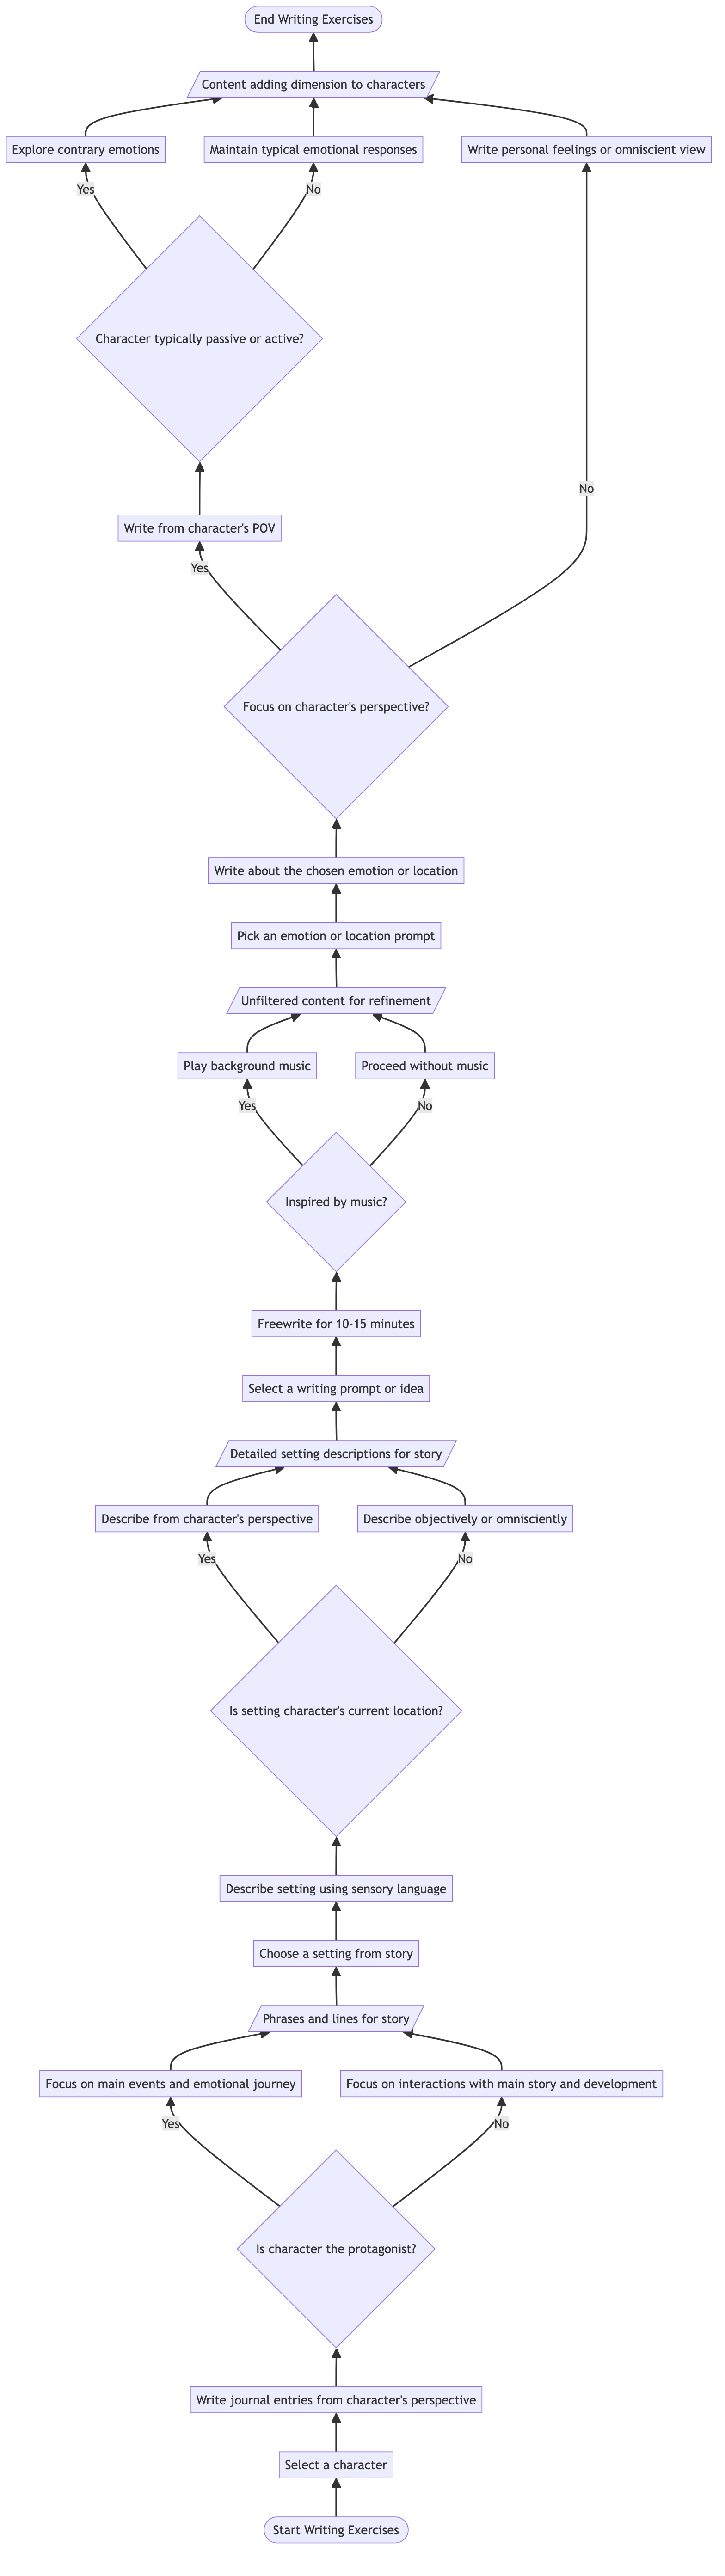 End Writing Exercises
Content adding dimension to characters
Explore contrary emotions
Maintain typical emotional responses
Write personal feelings or omniscient view
Yes
No
Character typically passive or active?
No
Write from character's POV
Yes
Focus on character's perspective?
Write about the chosen emotion or location
Pick an emotion or location prompt
Unfiltered content for refinement
Play background music
Proceed without music
Yes
No
Inspired by music?
Freewrite for 10-15 minutes
Select a writing prompt or idea
Detailed setting descriptions for story
Describe from character's perspective
Describe objectively or omnisciently
Yes
No
Is setting character's current location?
Describe setting using sensory language
Choose a setting from story
Phrases and lines for story
Focus on main events and emotional journey
Focus on interactions with main story and development
Yes
No
Is character the protagonist?
Write journal entries from character's perspective
Select a character
Start Writing Exercises